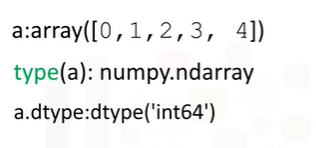 a:array([0,1,2,3, 4])
type(a): numpy.ndarray
a.dtype:dtype('int64')